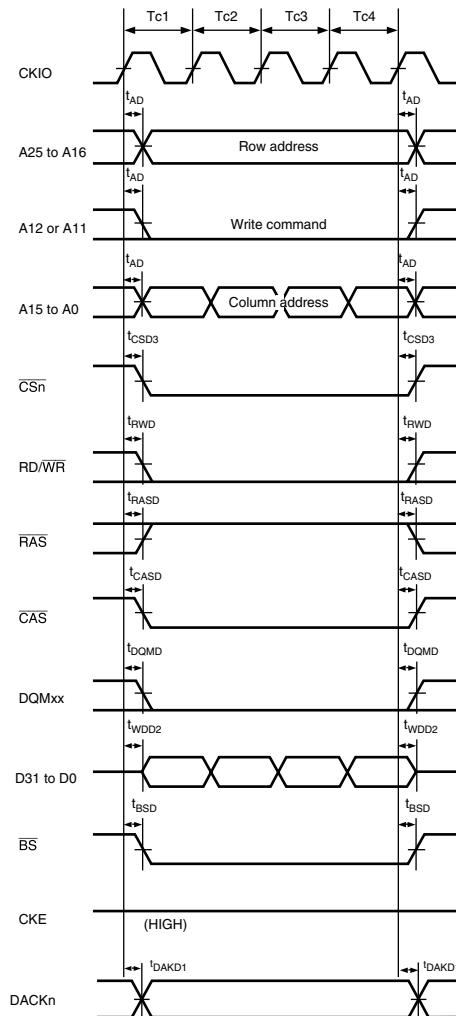 Tc1 Tc2 Tc3 Tc4
CKIO
tAD tAD
A25 to A16 Row address
tAD tAD
A12 or A11 Write command
tAD tAD
A15 to A0 Column address
tCSD3 tCSD3
CSn
tRWD tRWD
RD/WR
tRASD tRASD
RAS
tCASD tCASD
CAS
tDQMD tDQMD
DQMxx
tWDD2 tWDD2
D31 to D0
tBSD tBSD
BS
CKE
(HIGH)
tDAKD1 tDAKD1
DACKn